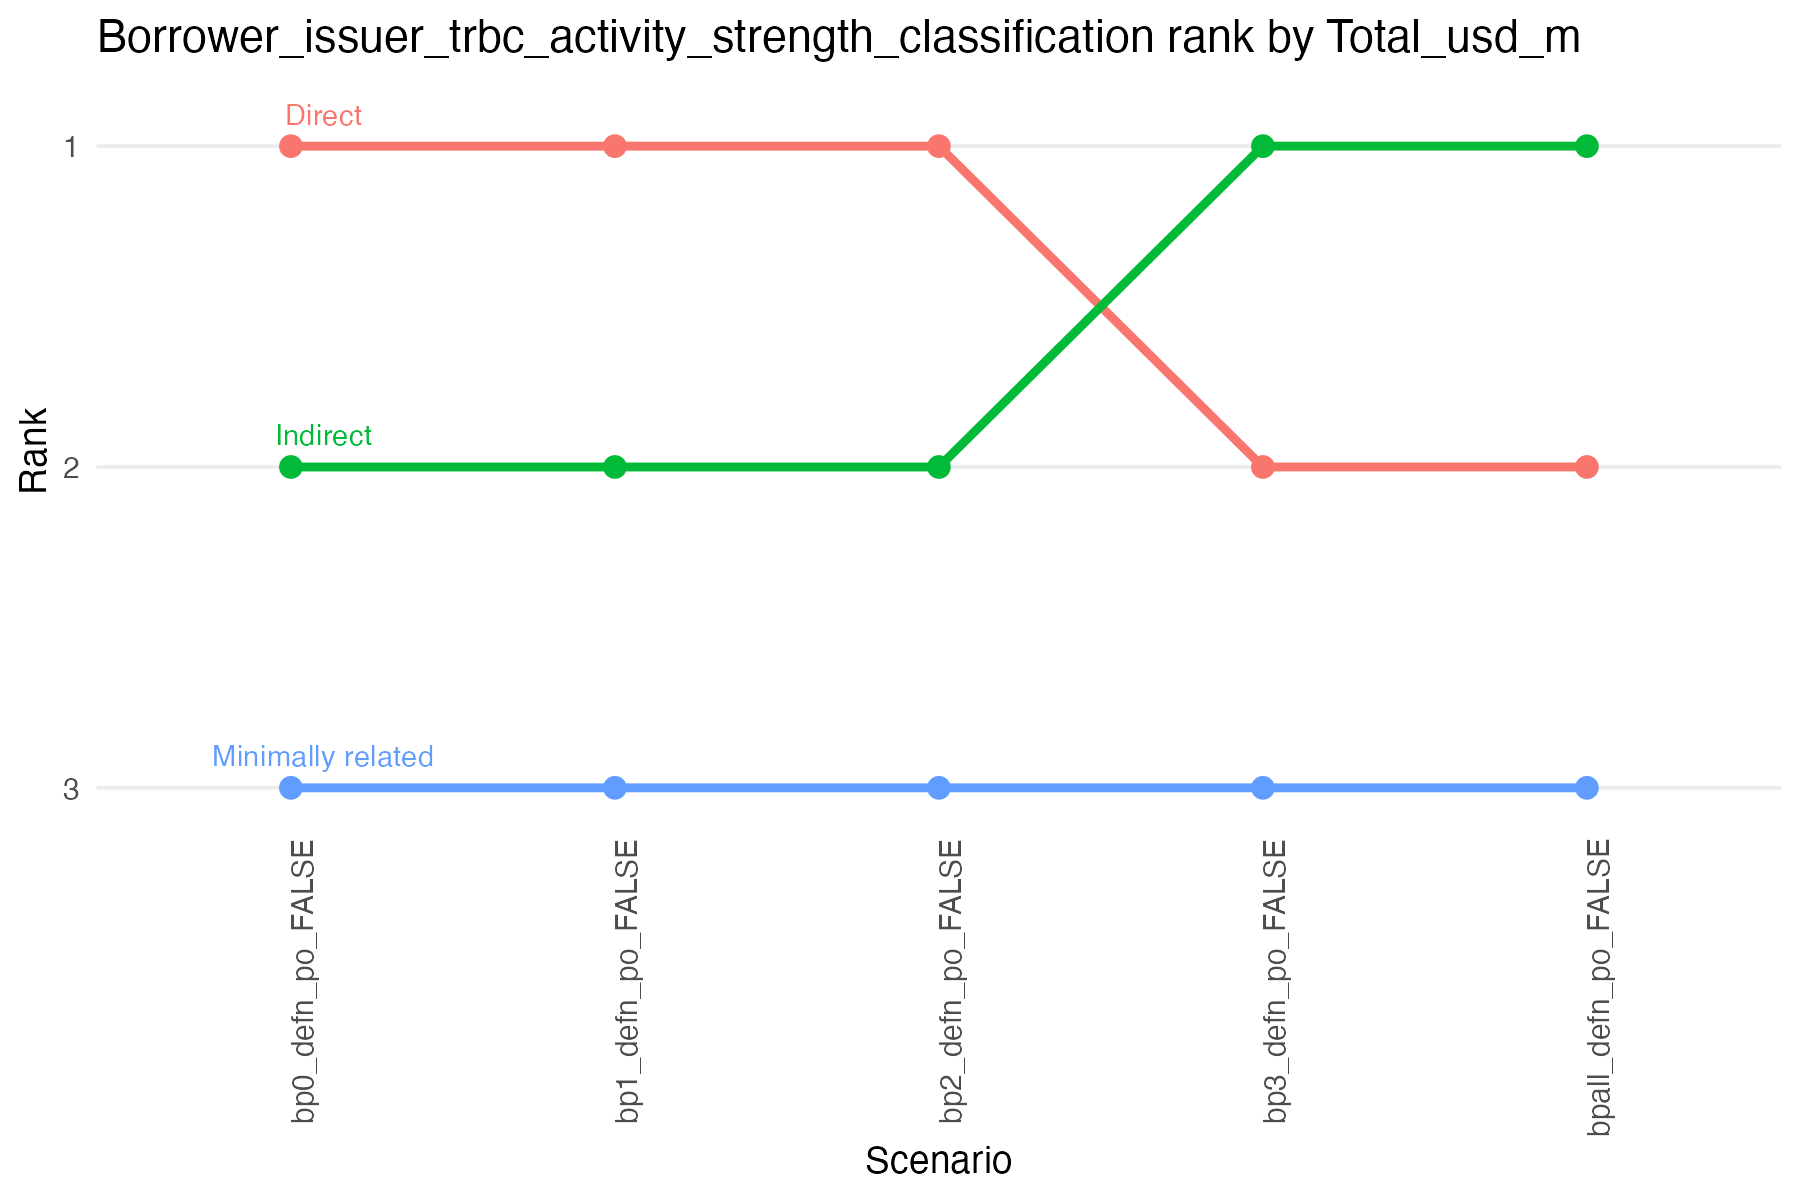 Borrower_issuer_trbc_activity_strength_classification rank by Total_usd_m
Direct
1
Indirect
2
Rank
Minimally related
3
bp0_defn_po_FALSE
bp1_defn_po_FALSE
bp2_defn_po_FALSE
bp3_defn_po_FALSE
bpall_defn_po_FALSE
Scenario